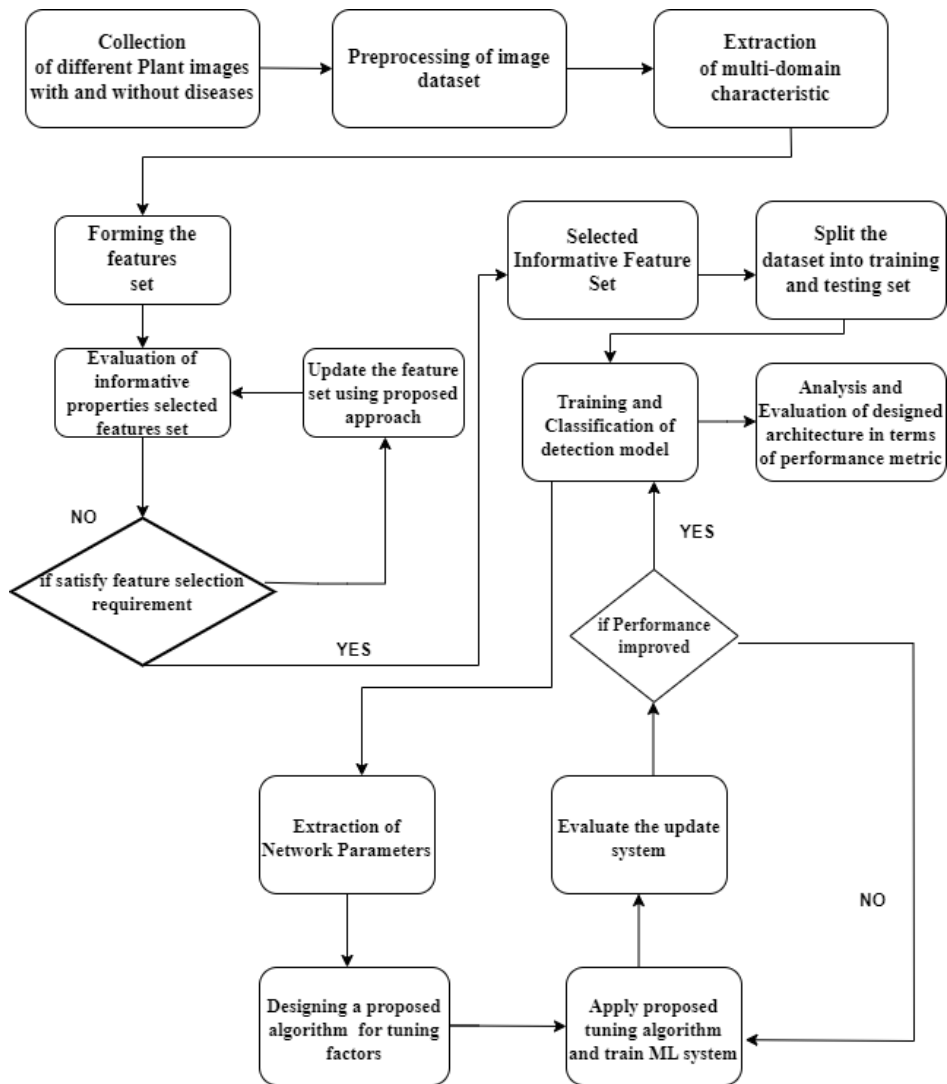 Collection
of different Plant images
with and without diseases
Preprocessing of image
dataset
Extraction
of multi-domain
characteristic
Forming the
features
set
Selected
Informative Feature
Set
Split the
dataset into training
and testing set
Evaluation of
informative
properties selected
features set
Update the feature
set using proposed
approach
Training and
Classification of
detection model
Analysis and
Evaluation of designed
architecture in terms
of performance metric
NO
YES
if satisfy feature selection
requirement
YES
if Performance
improved
Extraction of
Network Parameters
Evaluate the update
system
NO
Designing a proposed
algorithm for tuning
factors
Apply proposed
tuning algorithm
and train ML system